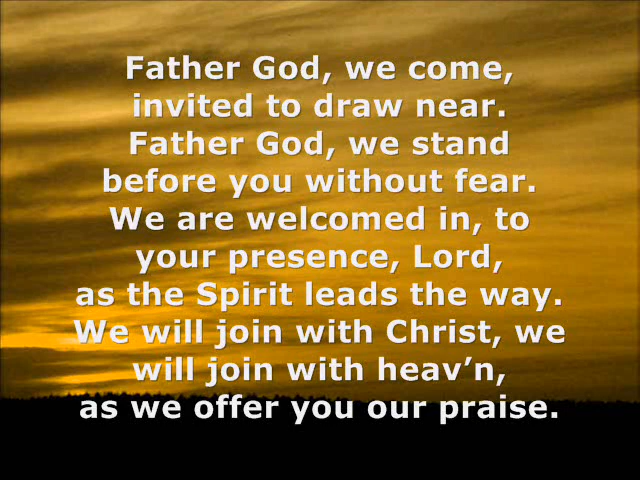 Father God, we come,
invited to draw near.
Father God, we stand
before you without fear.
We are welcomed in, to
your presence, Lord,
as the Spirit leads the way.
We will join with Christ, we
will join with heav’n,
as we offer you our praise.